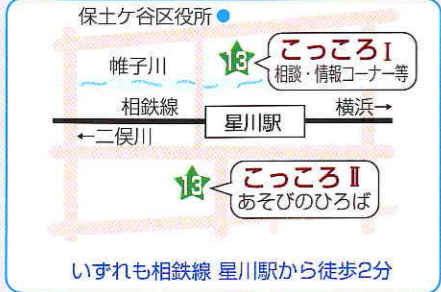 保土ケ谷区役所
13
こっころⅠ
相談・情報コーナー等
帷子川
相鉄線
横浜→
星川駅
←二俣川
13
こっころⅡ
あそびのひろば
いずれも相鉄線 星川駅から徒歩2分